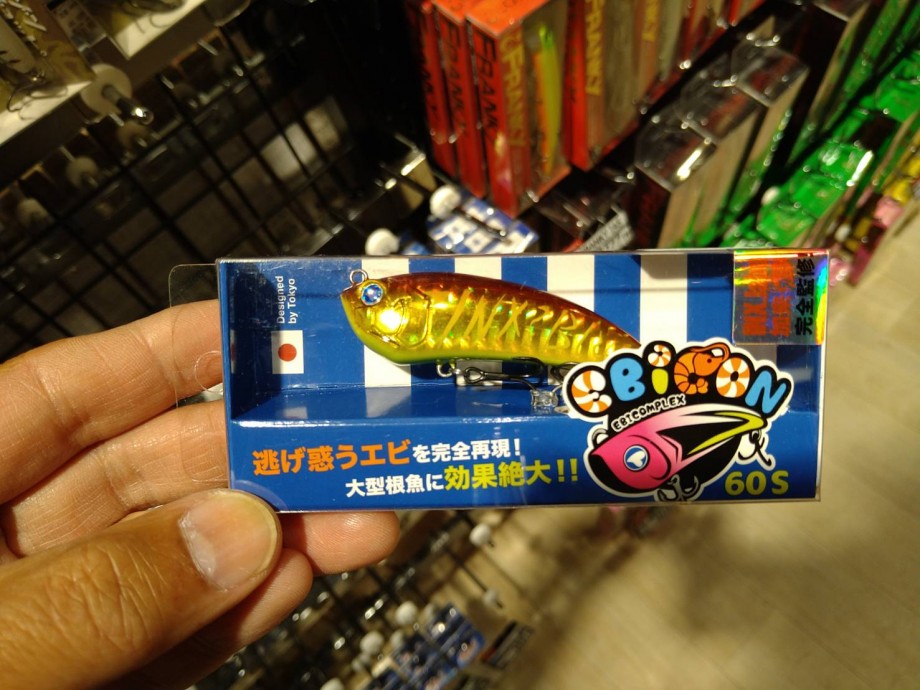 Designed
by Tokyo
EBICON
EBICOMPLEX
逃げ惑うエビを完全再現!
大型根魚に効果絶大!!
60S
完全監修